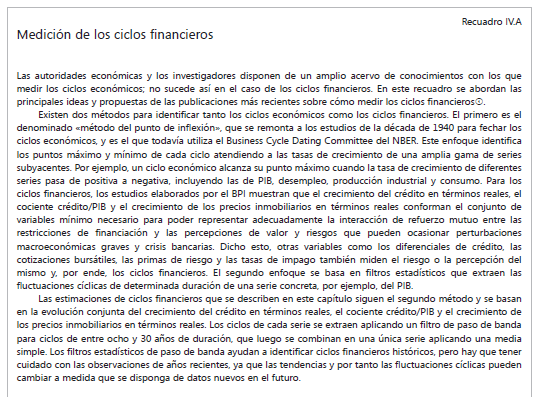 Recuadro IV.A
Medición de los ciclos financieros
Las autoridades económicas y los investigadores disponen de un amplio acervo de conocimientos con los que
medir los ciclos económicos; no sucede así en el caso de los ciclos financieros. En este recuadro se abordan las
principales ideas y propuestas de las publicaciones más recientes sobre cómo medir los ciclos financieros①.
Existen dos métodos para identificar tanto los ciclos económicos como los ciclos financieros. El primero es el
denominado «método del punto de inflexión», que se remonta a los estudios de la década de 1940 para fechar los
ciclos económicos, y es el que todavía utiliza el Business Cycle Dating Committee del NBER. Este enfoque identifica
los puntos máximo y mínimo de cada ciclo atendiendo a las tasas de crecimiento de una amplia gama de series
subyacentes. Por ejemplo, un ciclo económico alcanza su punto máximo cuando la tasa de crecimiento de diferentes
series pasa de positiva a negativa, incluyendo las de PIB, desempleo, producción industrial y consumo. Para los
ciclos financieros, los estudios elaborados por el BPI muestran que el crecimiento del crédito en términos reales, el
cociente crédito/PIB y el crecimiento de los precios inmobiliarios en términos reales conforman el conjunto de
variables mínimo necesario para poder representar adecuadamente la interacción de refuerzo mutuo entre las
restricciones de financiación y las percepciones de valor y riesgos que pueden ocasionar perturbaciones
macroeconómicas graves y crisis bancarias. Dicho esto, otras variables como los diferenciales de crédito, las
cotizaciones bursátiles, las primas de riesgo y las tasas de impago también miden el riesgo o la percepción del
mismo y, por ende, los ciclos financieros. El segundo enfoque se basa en filtros estadísticos que extraen las
fluctuaciones cíclicas de determinada duración de una serie concreta, por ejemplo, del PIB.
Las estimaciones de ciclos financieros que se describen en este capítulo siguen el segundo método y se basan
en la evolución conjunta del crecimiento del crédito en términos reales, el cociente crédito/PIB y el crecimiento de
los precios inmobiliarios en términos reales. Los ciclos de cada serie se extraen aplicando un filtro de paso de banda
para ciclos de entre ocho y 30 años de duración, que luego se combinan en una única serie aplicando una media
simple. Los filtros estadísticos de paso de banda ayudan a identificar ciclos financieros históricos, pero hay que tener
cuidado con las observaciones de años recientes, ya que las tendencias y por tanto las fluctuaciones cíclicas pueden
cambiar a medida que se disponga de datos nuevos en el futuro.